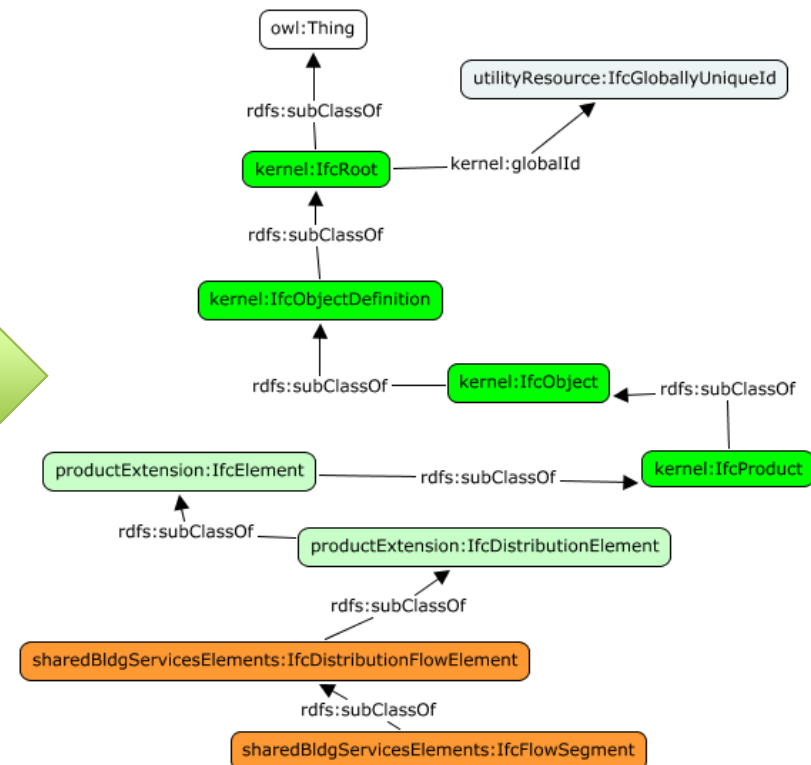 owl:Thing
utilityResource:IfcGloballyUniqueId
rdfs:subClassOf
kernel:IfcRoot
kernel:globalId
rdfs:subClassOf
kernel:IfcObjectDefinition
rdfs:subClassOf
kernel:IfcObject
rdfs:subClassOf
productExtension:IfcElement
rdfs:subClassOf
kernel:IfcProduct
rdfs:subClassOf
productExtension:IfcDistributionElement
rdfs:subClassOf
sharedBldgServicesElements:IfcDistributionFlowElement
rdfs:subClassOf
sharedBldgServicesElements:IfcFlowSegment